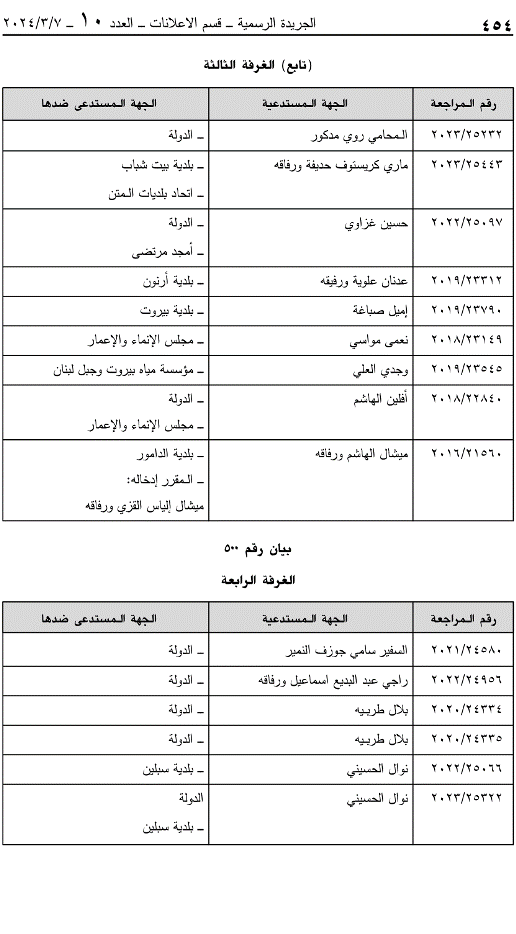 ٤٥٤ الجريدة الرسمية – قسم الاعلانات – العدد ١٠ – ٢٠٢٤/٣/٧
(تابع) الغرفة الثالثة
رقم المراجعة الجهة المستدعية الجهة المستدعى ضدها
٢٠٢٣/٢٥٢٣٢ المحامي روي مدكور – الدولة
٢٠٢٣/٢٥٤٤٣ ماري كريستوف حديفة ورفاقه – بلدية بيت شباب
– اتحاد بلديات المتن
٢٠٢٢/٢٥٠٩٧ حسين غزاوي – الدولة
– أمجد مرتضى
٢٠١٩/٢٣٣١٢ عدنان علوية ورفيقه – بلدية أرنون
٢٠١٩/٢٣٧٩٠ إميل صباغة – بلدية بيروت
٢٠١٨/٢٣١٤٩ نعمى مواسي – مجلس الإنماء والإعمار
٢٠١٩/٢٣٥٤٥ وجدي العلي – مؤسسة مياه بيروت وجبل لبنان
٢٠١٨/٢٢٨٤٠ أفلين الهاشم – الدولة
– مجلس الإنماء والإعمار
٢٠١٦/٢١٥٦٠ ميشال الهاشم ورفاقه – بلدية الدامور
– المقرر إدخاله:
ميشال إلياس القزي ورفاقه
بيان رقم ٥٠٠
الغرفة الرابعة
رقم المراجعة الجهة المستدعية الجهة المستدعى ضدها
٢٠٢١/٢٤٥٨٠ السفير سامي جوزف النمير – الدولة
٢٠٢٢/٢٤٩٥٦ راجي عبد البديع اسماعيل ورفاقه – الدولة
٢٠٢٠/٢٤٣٣٤ بلال طربيه – الدولة
٢٠٢٠/٢٤٣٣٥ بلال طربيه – الدولة
٢٠٢٢/٢٥٠٦٦ نوال الحسيني – بلدية سبلين
٢٠٢٣/٢٥٣٢٢ نوال الحسيني الدولة
– بلدية سبلين